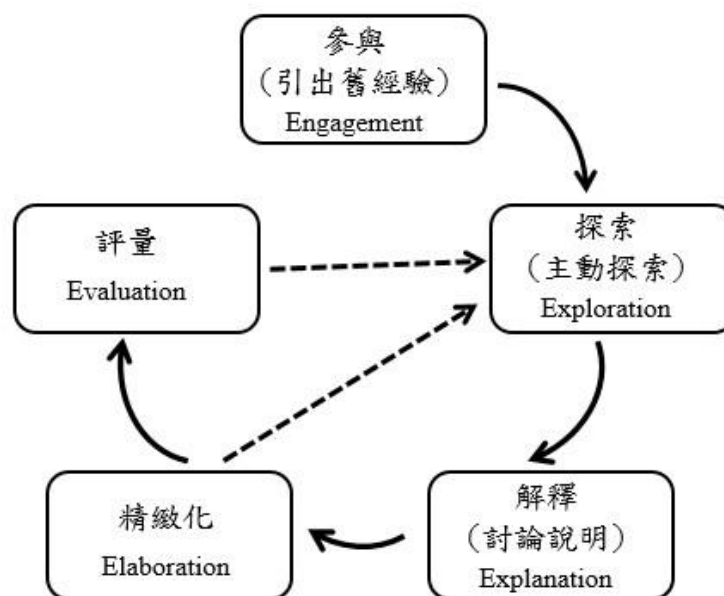 參與
(引出舊經驗)
Engagement
探索
(主動探索)
Exploration
解釋
(討論說明)
Explanation
精緻化
Elaboration
評量
Evaluation